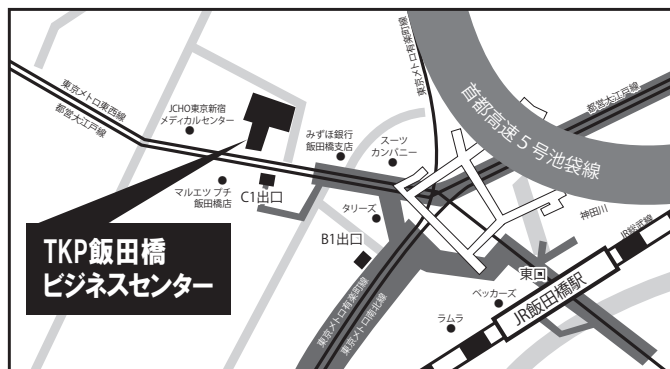 東京メトロ有楽町線
首都高速5号池袋線
都営大江戸線
東京メトロ東西線
都営大江戸線
JCHO東京新宿
メディカルセンター
みずほ銀行
飯田橋支店
スーツ
カンパニー
マルエツ プチ
飯田橋店
C1出口
タリーズ
神田川
JR総武線
B1出口
TKP飯田橋
ビジネスセンター
東口
ベッカーズ
JR飯田橋駅
ラムラ
東京メトロ有楽町線
東京メトロ南北線